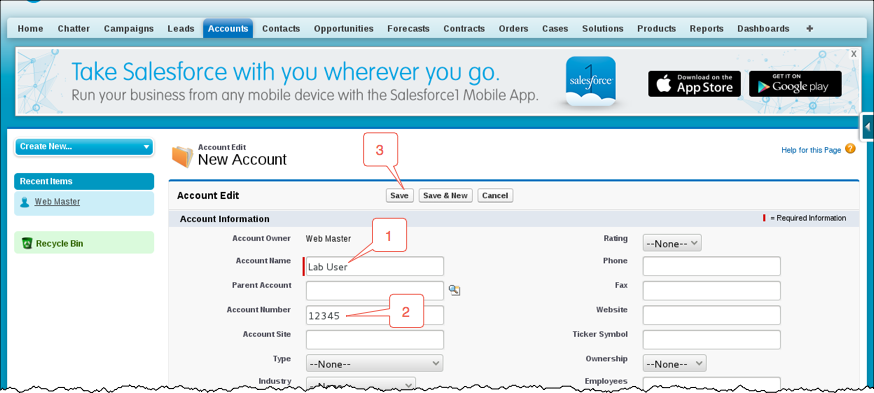 Home Chatter Campaigns Leads Accounts Contacts Opportunities Forecasts Contracts Orders Cases Solutions Products Reports Dashboards +
X
Take Salesforce with you wherever you go.
Run your business from any mobile device with the Salesforce1 Mobile App.
1
salesforce
Download on the
App Store
GET IT ON
Google play
Create New...
Recent Items
Web Master
Recycle Bin
Account Edit
New Account
Help for this Page ?
3
Account Edit
Save Save & New Cancel
Account Information
= Required Information
Account Owner Web Master
Rating --None--
1
Account Name Lab User
Phone
Parent Account
Fax
2
Account Number 12345
Website
Account Site
Ticker Symbol
Type --None--
Ownership --None--
Industry --None--
Employees